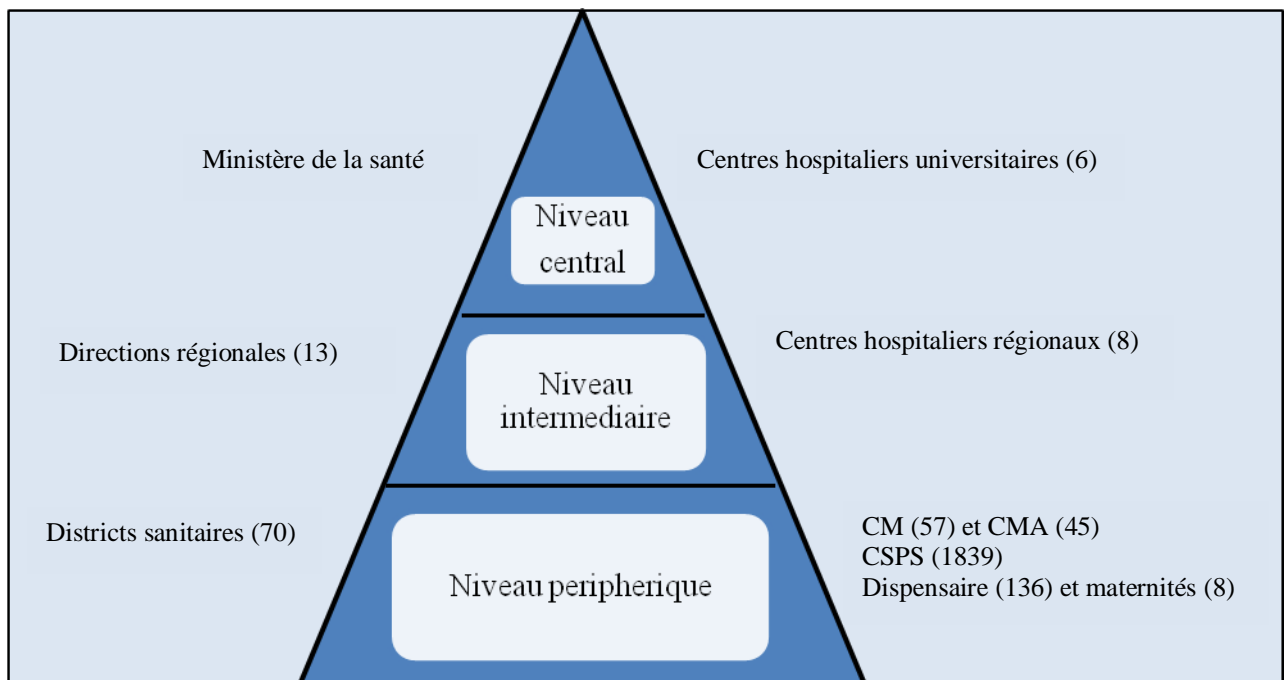 Ministère de la santé
Centres hospitaliers universitaires (6)
Niveau
central
Directions régionales (13)
Centres hospitaliers régionaux (8)
Niveau
intermediaire
Districts sanitaires (70)
CM (57) et CMA (45)
CSPS (1839)
Dispensaire (136) et maternités (8)
Niveau peripherique